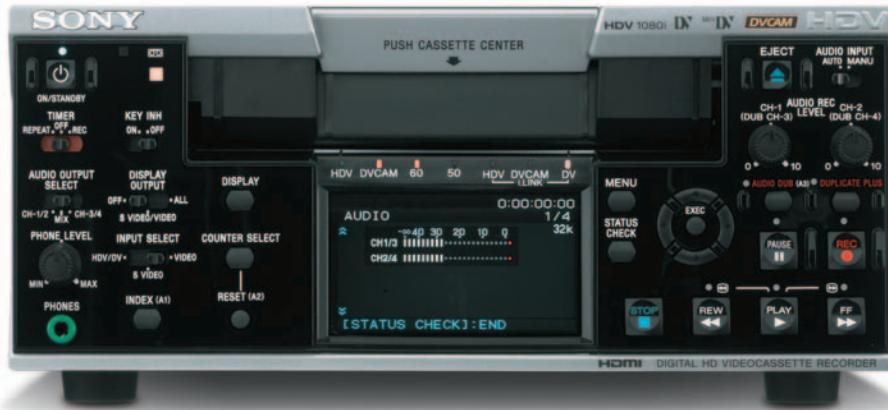 SONY
HDV 1080i DV Mini DV DVCAM HDV
PUSH CASSETTE CENTER
ON/STANDBY
TIMER
OFF
REPEAT REC
KEY INH
ON OFF
AUDIO OUTPUT
SELECT
CH-1/2 MIX CH-3/4
DISPLAY
OUTPUT
OFF ALL
S VIDEO/VIDEO
DISPLAY
PHONE LEVEL
MIN MAX
INPUT SELECT
HDV/DV VIDEO
S VIDEO
COUNTER SELECT
PHONES
INDEX (A1)
RESET (A2)
HDV DVCAM 60 50 HDV DVCAM DV
i.LINK
0:00:00:00
AUDIO 1/4
32k
-∞ 40 30 20 10 0
CH1/3
CH2/4
[STATUS CHECK]:END
EJECT
AUDIO INPUT
AUTO MANU
CH-1
(DUB CH-3)
AUDIO REC
LEVEL
CH-2
(DUB CH-4)
0 10 0 10
MENU
STATUS
CHECK
EXEC
AUDIO DUB (A3)
DUPLICATE PLUS
PAUSE
REC
STOP
REW
PLAY
FF
HDMI DIGITAL HD VIDEOCASSETTE RECORDER